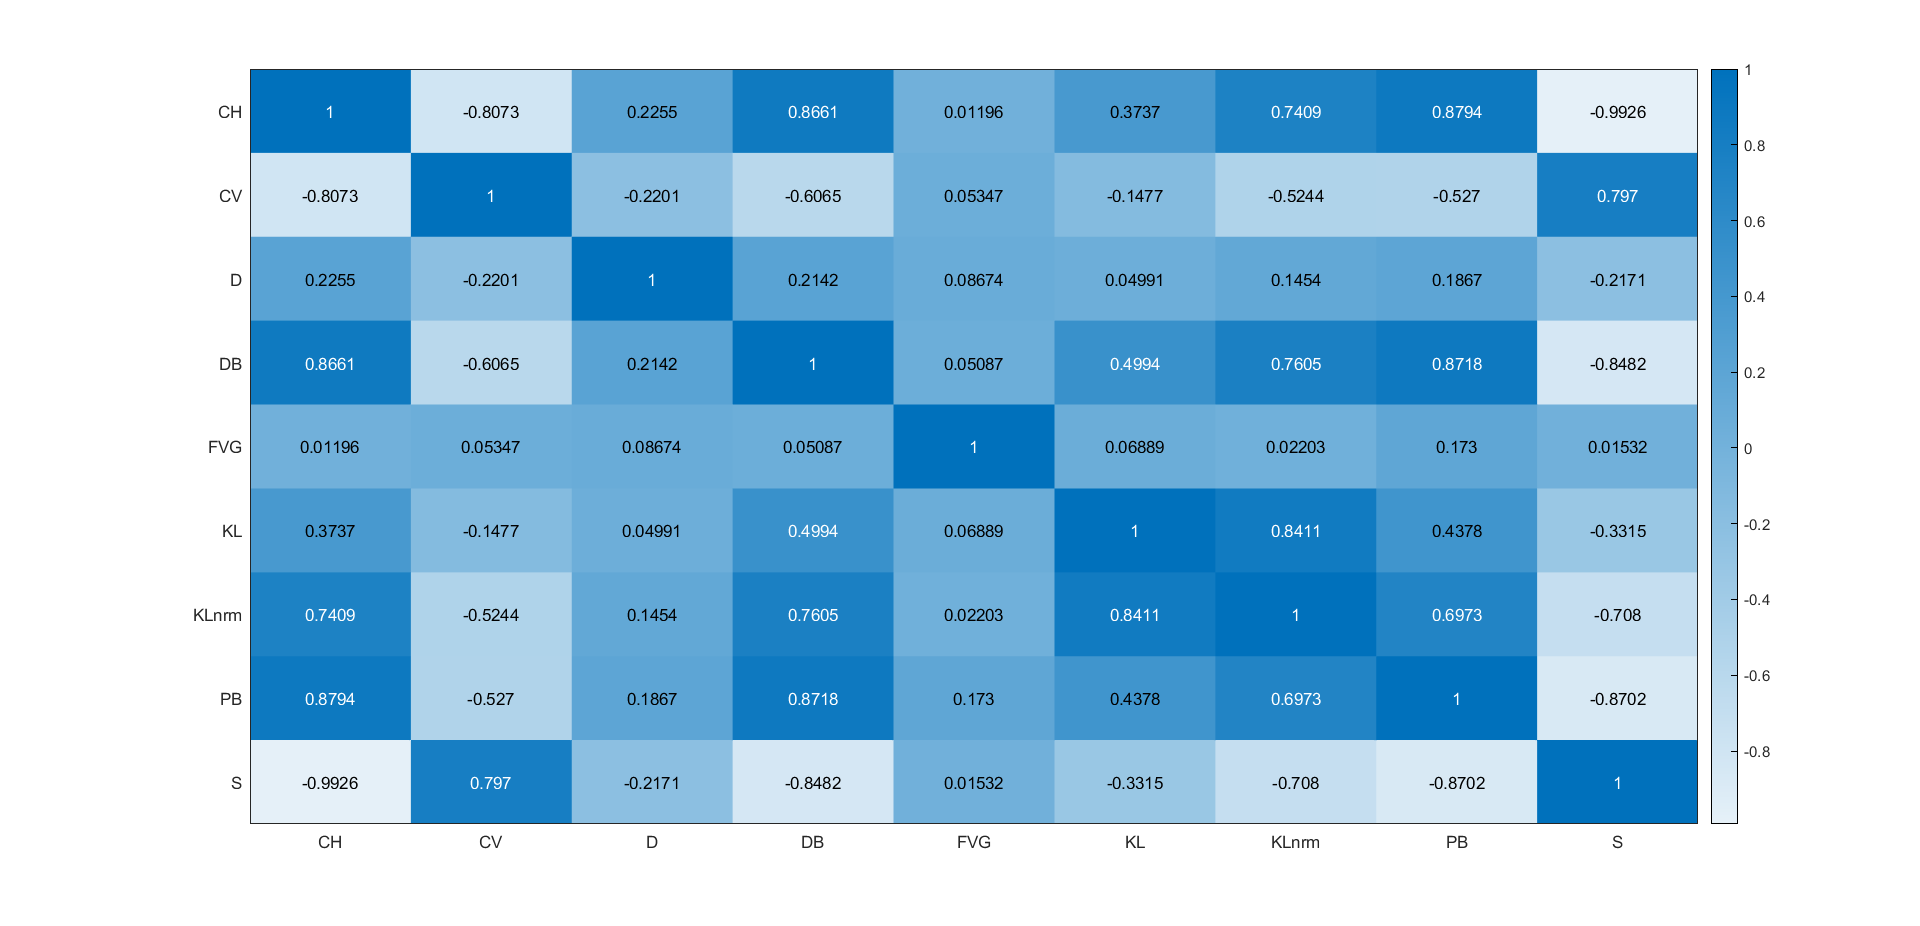 CH 1 -0.8073 0.2255 0.8661 0.01196 0.3737 0.7409 0.8794 -0.9926
CV -0.8073 1 -0.2201 -0.6065 0.05347 -0.1477 -0.5244 -0.527 0.797
D 0.2255 -0.2201 1 0.2142 0.08674 0.04991 0.1454 0.1867 -0.2171
DB 0.8661 -0.6065 0.2142 1 0.05087 0.4994 0.7605 0.8718 -0.8482
FVG 0.01196 0.05347 0.08674 0.05087 1 0.06889 0.02203 0.173 0.01532
KL 0.3737 -0.1477 0.04991 0.4994 0.06889 1 0.8411 0.4378 -0.3315
KLnrm 0.7409 -0.5244 0.1454 0.7605 0.02203 0.8411 1 0.6973 -0.708
PB 0.8794 -0.527 0.1867 0.8718 0.173 0.4378 0.6973 1 -0.8702
S -0.9926 0.797 -0.2171 -0.8482 0.01532 -0.3315 -0.708 -0.8702 1
CH CV D DB FVG KL KLnrm PB S
1
0.8
0.6
0.4
0.2
0
-0.2
-0.4
-0.6
-0.8